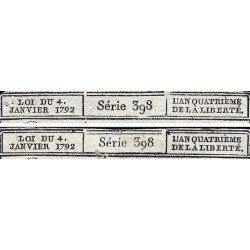 LOI DU 4. JANVIER 1792
Série 398
L'AN QUATRIÈME DE LA LIBERTÉ.
LOI DU 4. JANVIER 1792
Série 398
L'AN QUATRIÈME DE LA LIBERTÉ.